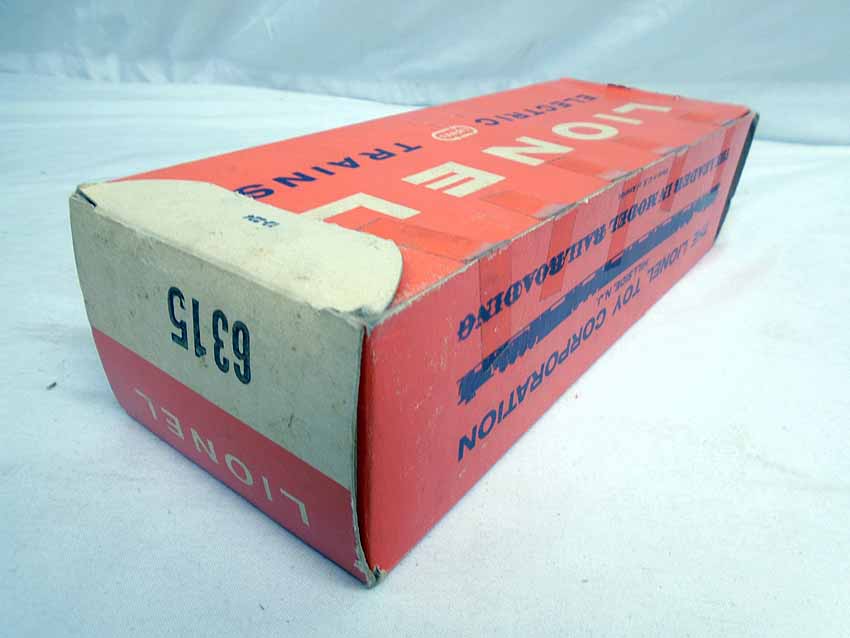 LIONEL
ELECTRIC
TRAINS
6315
LIONEL
THE LEADER IN MODEL RAILROADING
THE LIONEL TOY CORPORATION
HILLSIDE, N.J.